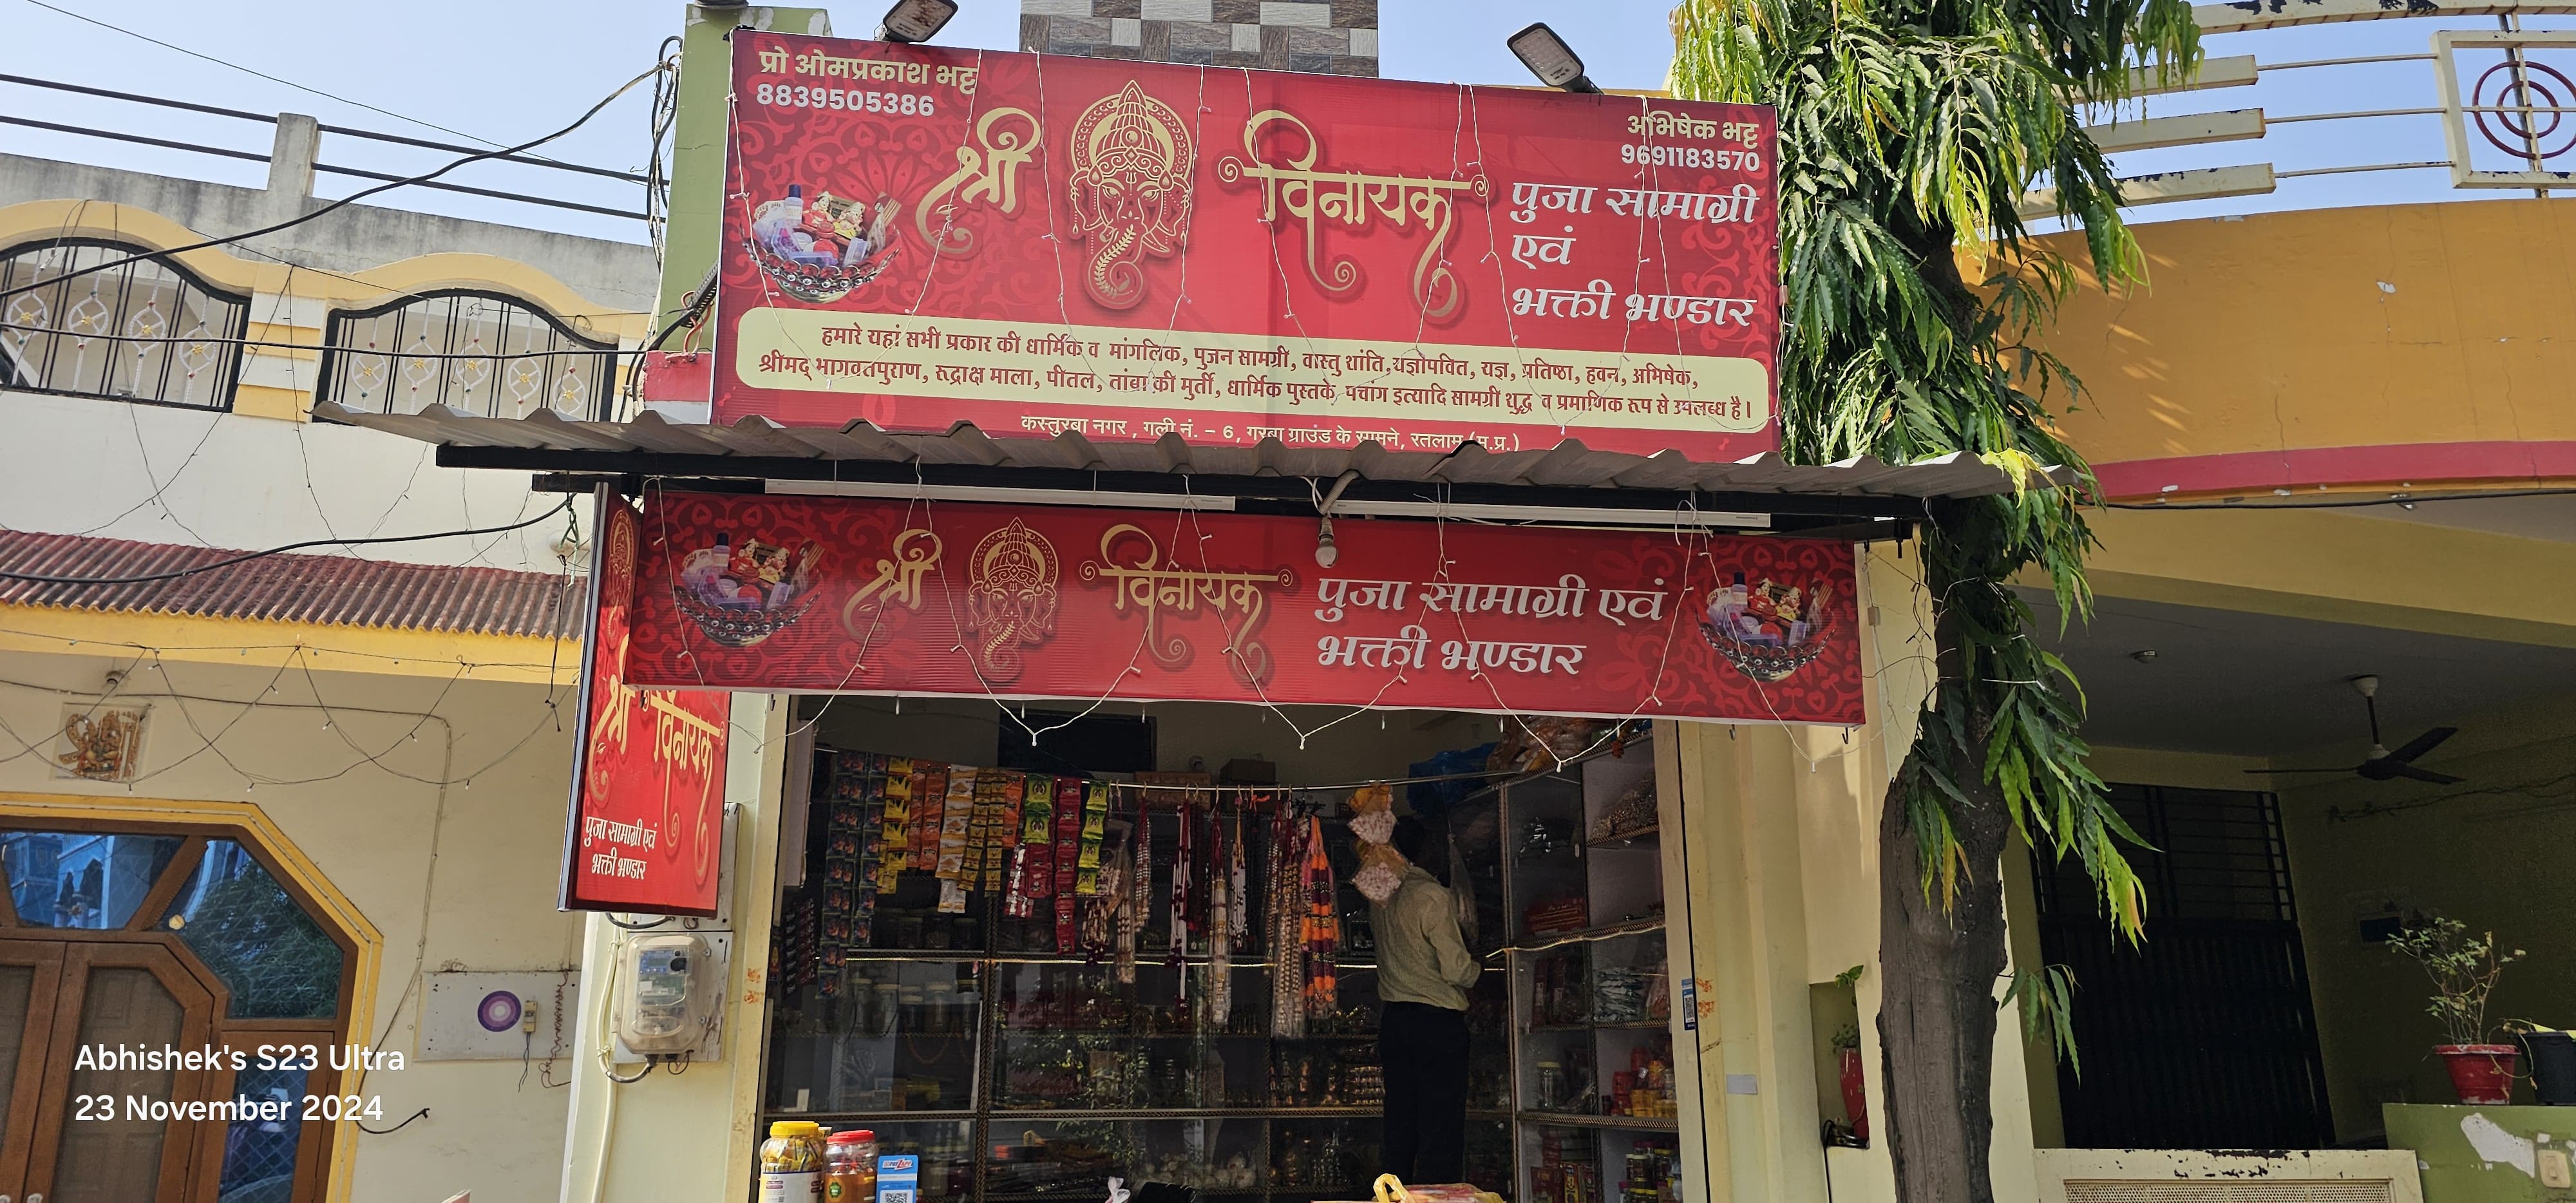 प्रो ओमप्रकाश भट्ट
8839505386
अभिषेक भट्ट
9691183570
श्री विनायक
पुजा सामाग्री
एवं
भक्ती भण्डार
हमारे यहां सभी प्रकार की धार्मिक व मांगलिक, पुजन सामग्री, वास्तु शांति,यज्ञोपवित, यज्ञ, प्रतिष्ठा, हवन, अभिषेक,
श्रीमद् भागवतपुराण, रूद्राक्ष माला, पीतल, तांबा की मुर्ती, धार्मिक पुस्तके पचांग इत्यादि सामग्री शुद्ध व प्रमाणिक रूप से उपलब्ध है।
कस्तुरबा नगर , गली नं. – 6, गरबा ग्राउंड के सामने, रतलाम (म.प्र.)
श्री विनायक
पुजा सामाग्री एवं
भक्ती भण्डार
श्री विनायक
पुजा सामाग्री एवं
भक्ती भण्डार
Abhishek's S23 Ultra
23 November 2024